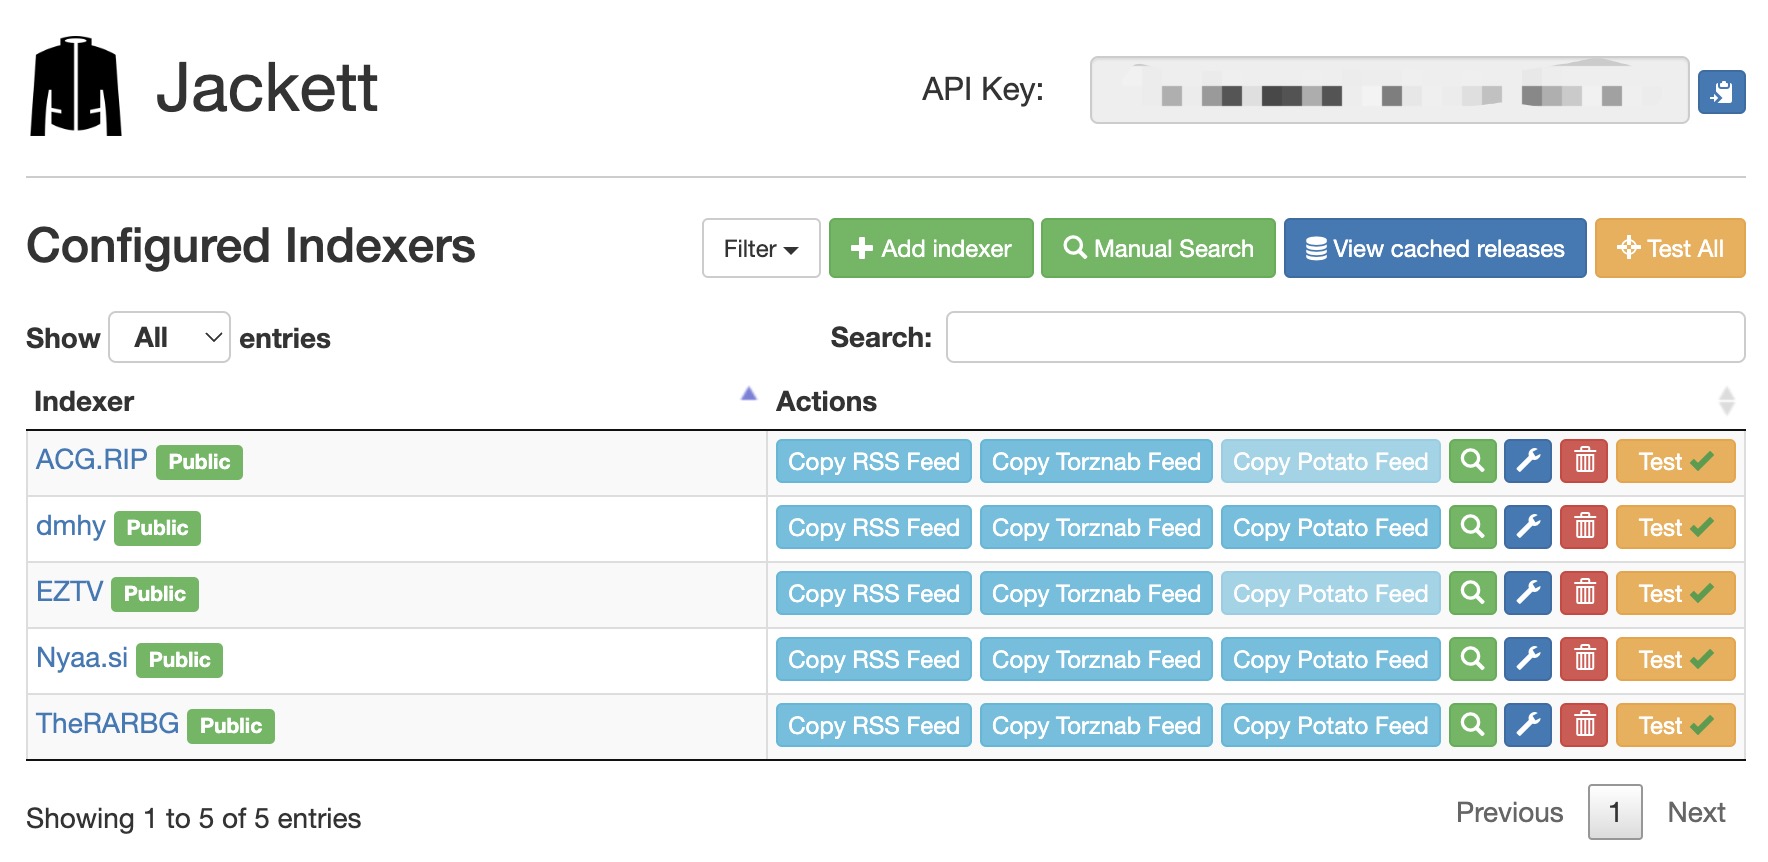 Jackett
API Key:
Configured Indexers
Filter Add indexer Manual Search View cached releases Test All
Show All entries Search:
Indexer Actions
ACG.RIP Public Copy RSS Feed Copy Torznab Feed Copy Potato Feed Test
dmhy Public Copy RSS Feed Copy Torznab Feed Copy Potato Feed Test
EZTV Public Copy RSS Feed Copy Torznab Feed Copy Potato Feed Test
Nyaa.si Public Copy RSS Feed Copy Torznab Feed Copy Potato Feed Test
TheRARBG Public Copy RSS Feed Copy Torznab Feed Copy Potato Feed Test
Showing 1 to 5 of 5 entries Previous 1 Next